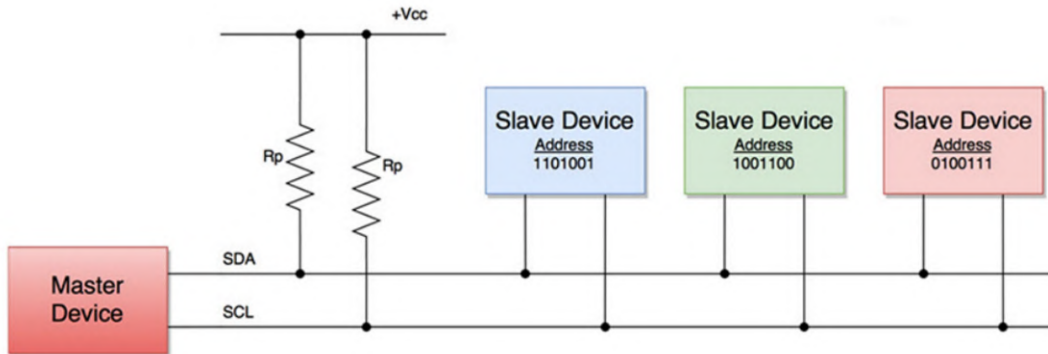 +Vcc
Rp
Rp
Slave Device
Address
1101001
Slave Device
Address
1001100
Slave Device
Address
0100111
Master
Device
SDA
SCL